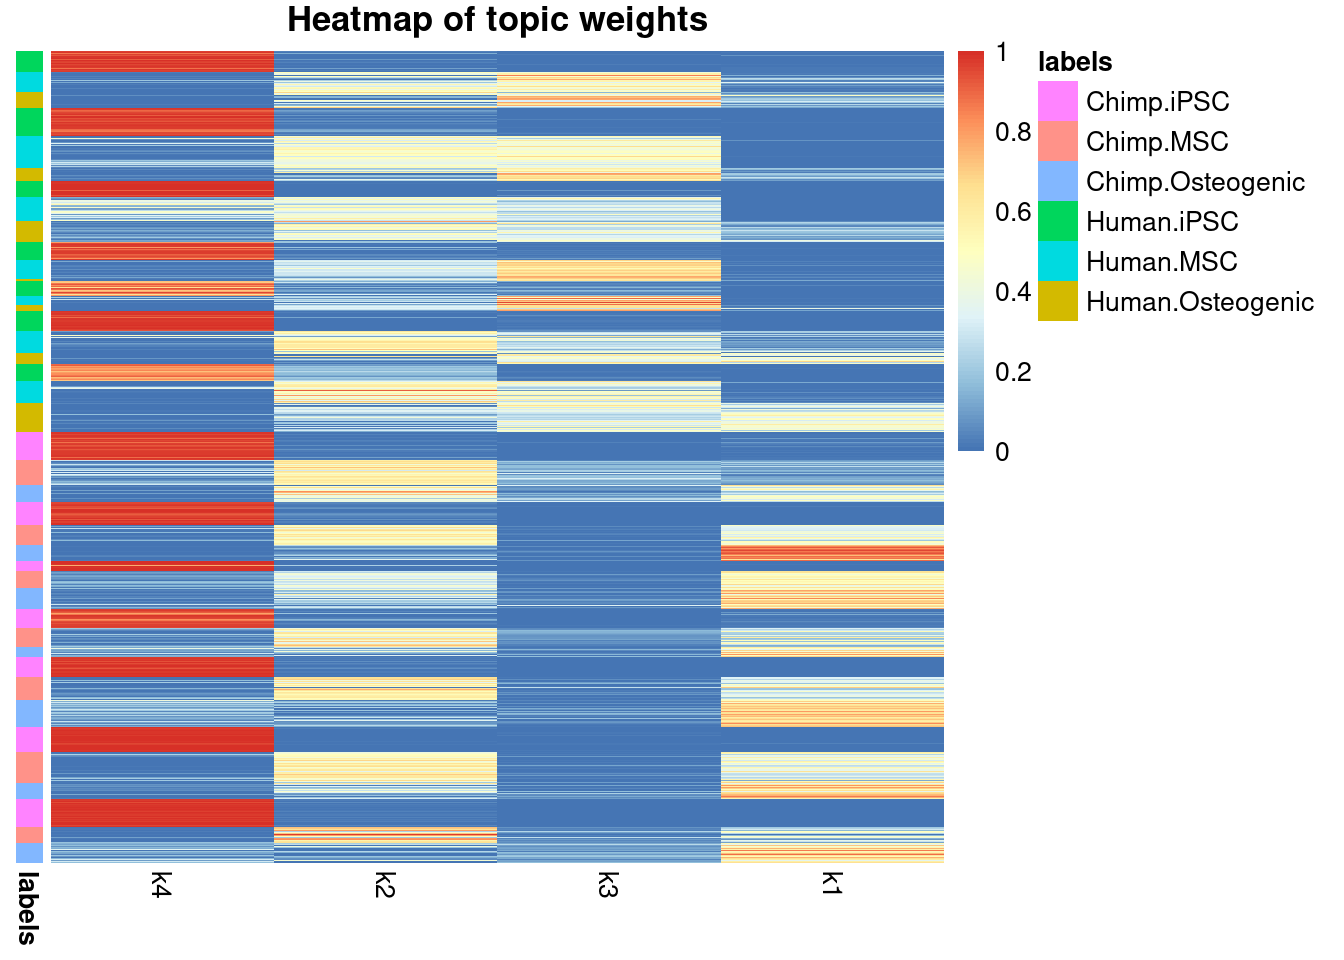 Heatmap of topic weights
1
0.8
0.6
0.4
0.2
0
labels
Chimp.iPSC
Chimp.MSC
Chimp.Osteogenic
Human.iPSC
Human.MSC
Human.Osteogenic
labels
k4
k2
k3
k1